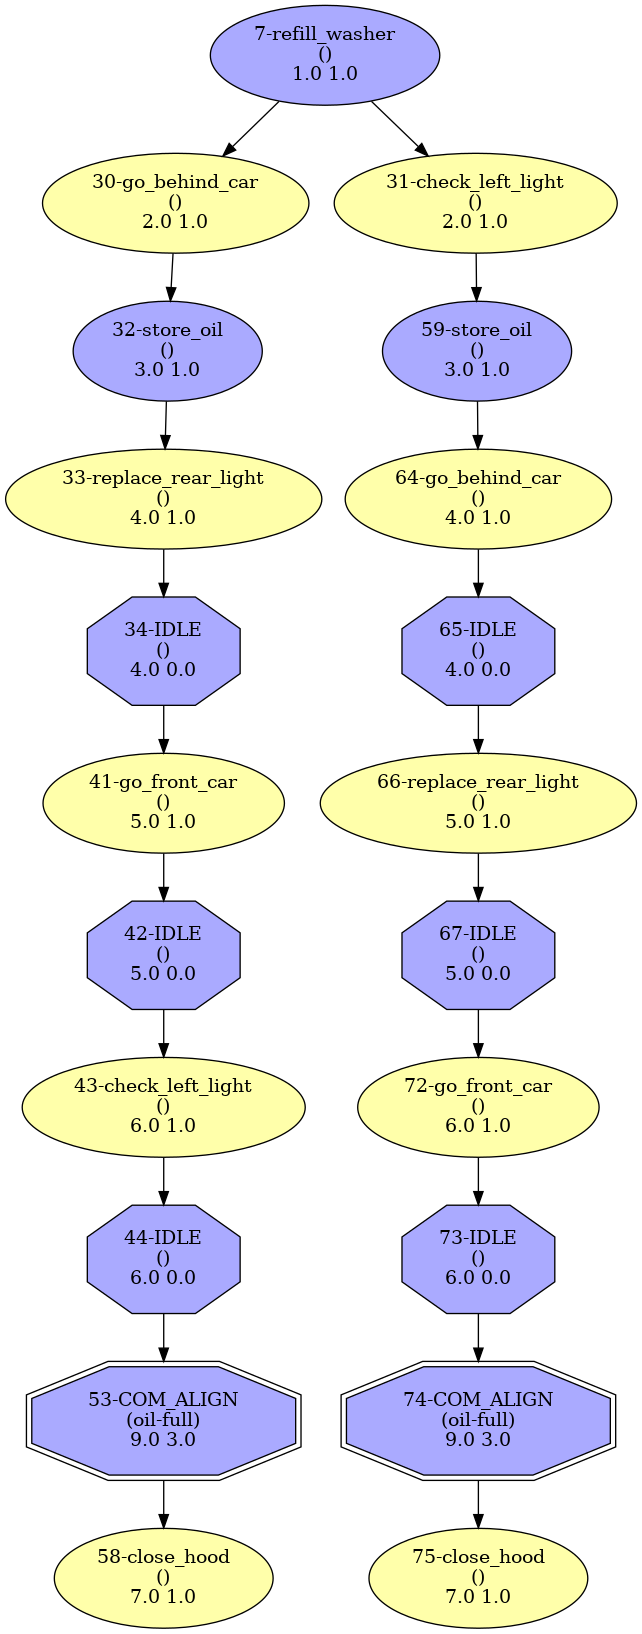 7-refill_washer
()
1.0 1.0
30-go_behind_car
()
2.0 1.0
31-check_left_light
()
2.0 1.0
32-store_oil
()
3.0 1.0
59-store_oil
()
3.0 1.0
33-replace_rear_light
()
4.0 1.0
64-go_behind_car
()
4.0 1.0
34-IDLE
()
4.0 0.0
65-IDLE
()
4.0 0.0
41-go_front_car
()
5.0 1.0
66-replace_rear_light
()
5.0 1.0
42-IDLE
()
5.0 0.0
67-IDLE
()
5.0 0.0
43-check_left_light
()
6.0 1.0
72-go_front_car
()
6.0 1.0
44-IDLE
()
6.0 0.0
73-IDLE
()
6.0 0.0
53-COM_ALIGN
(oil-full)
9.0 3.0
74-COM_ALIGN
(oil-full)
9.0 3.0
58-close_hood
()
7.0 1.0
75-close_hood
()
7.0 1.0